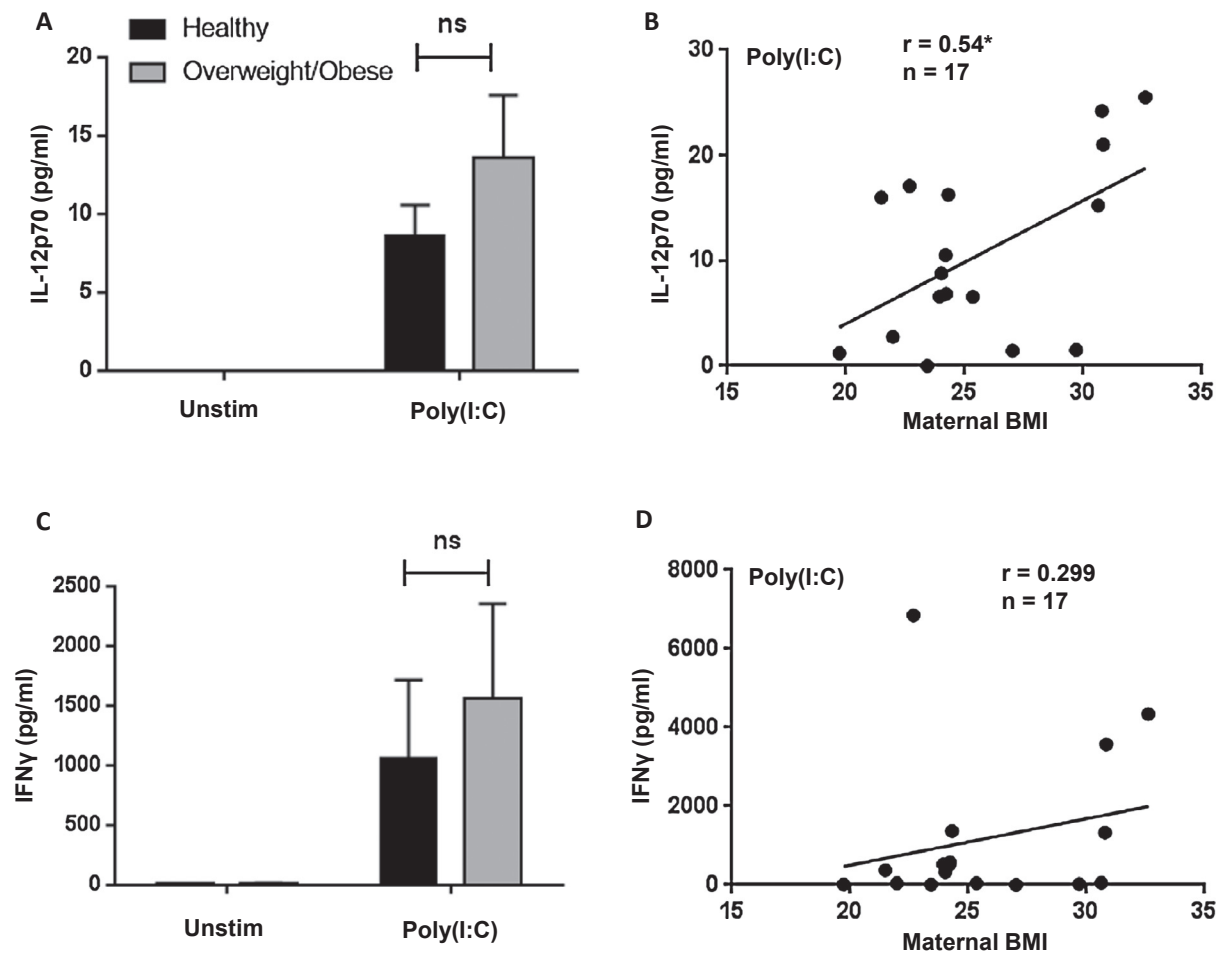 A
Healthy
Overweight/Obese
ns
20
15
10
5
0
IL-12p70 (pg/ml)
Unstim
Poly(I:C)
B
Poly(I:C)
r = 0.54*
n = 17
30
20
10
0
IL-12p70 (pg/ml)
15
20
25
30
35
Maternal BMI
C
ns
2500
2000
1500
1000
500
0
IFNγ (pg/ml)
Unstim
Poly(I:C)
D
Poly(I:C)
r = 0.299
n = 17
8000
6000
4000
2000
0
IFNγ (pg/ml)
15
20
25
30
35
Maternal BMI